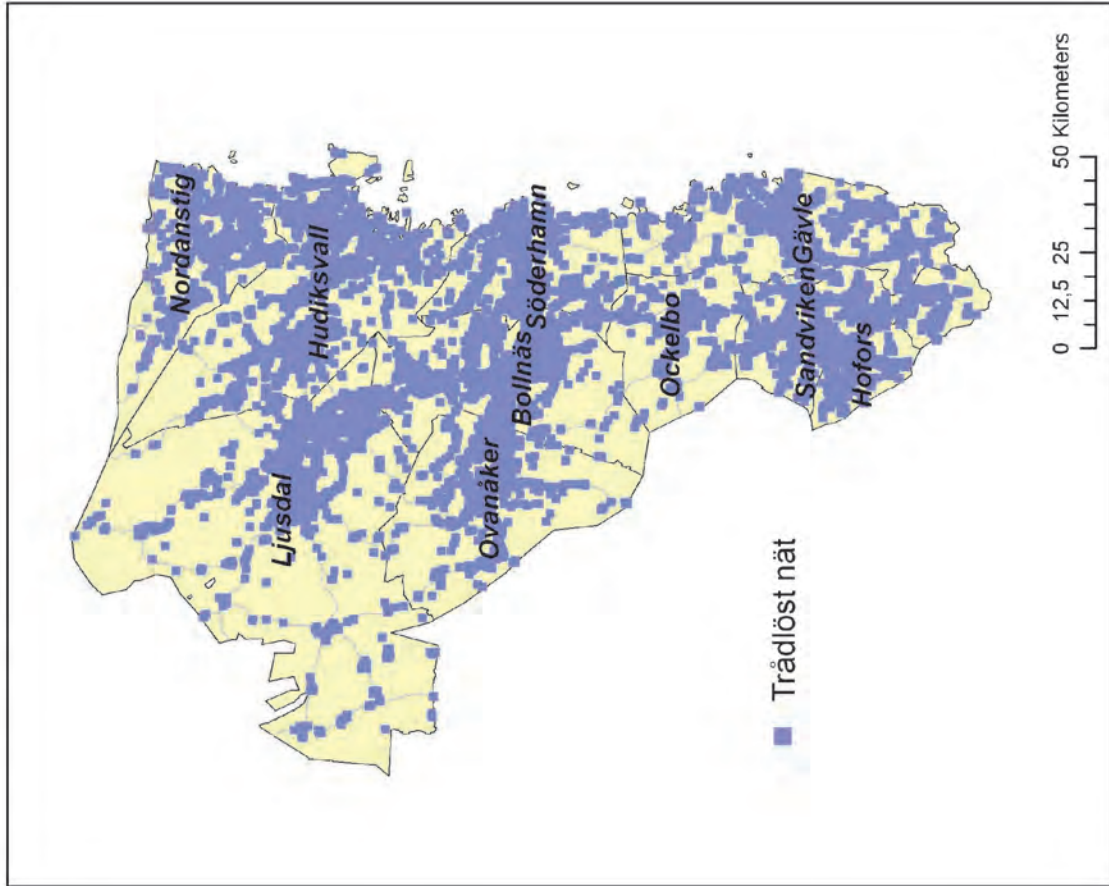 Nordanstig
Hudiksvall
Ljusdal
Söderhamn
Bollnäs
Ovanåker
Ockelbo
Gävle
Sandviken
Hofors
Trådlöst nät
0 12,5 25 50 Kilometers